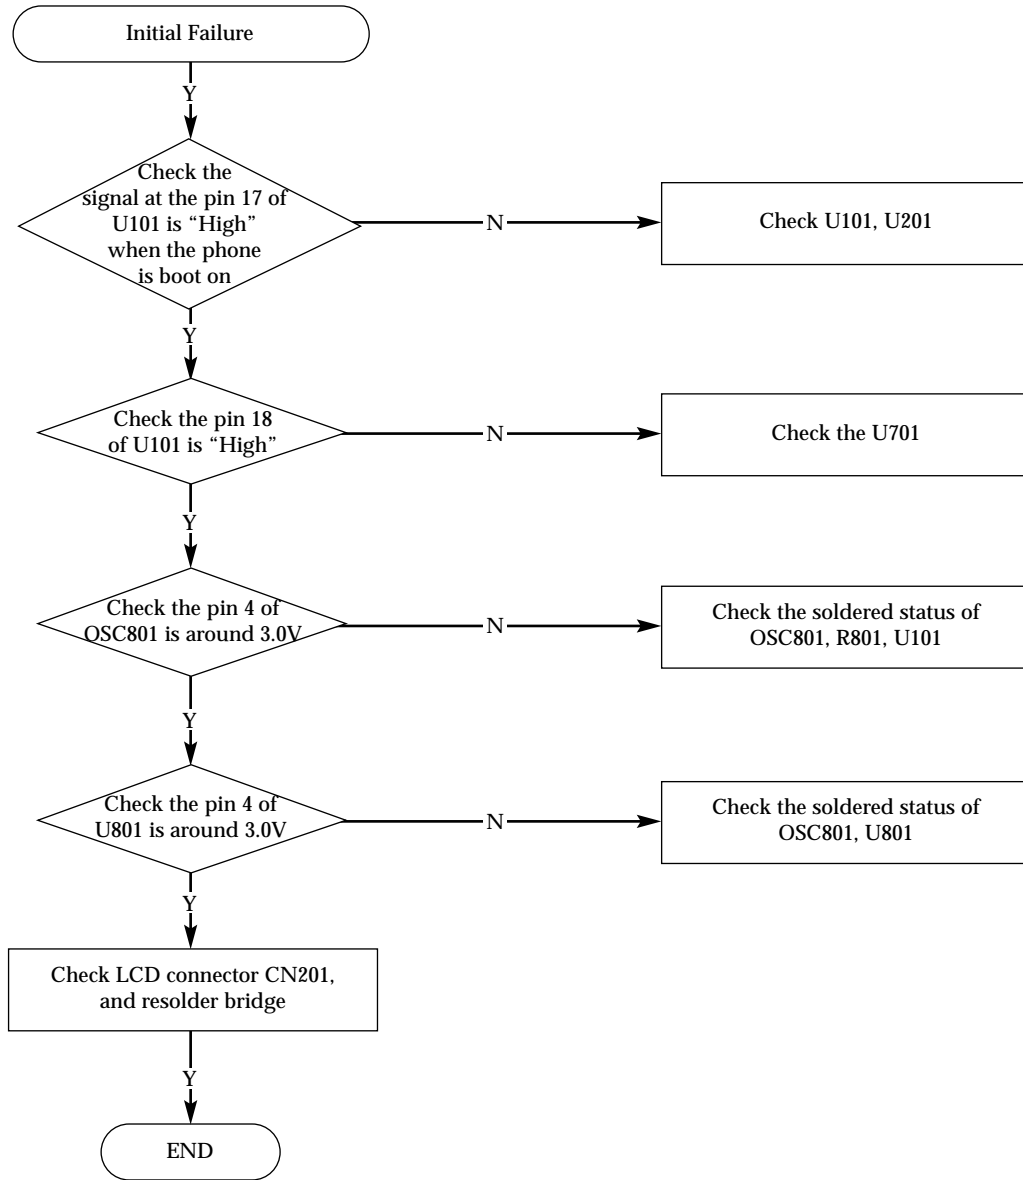 Initial Failure
Y
Check the
signal at the pin 17 of
U101 is “High”
when the phone
is boot on
N
Check U101, U201
Y
Check the pin 18
of U101 is “High”
N
Check the U701
Y
Check the pin 4 of
OSC801 is around 3.0V
N
Check the soldered status of
OSC801, R801, U101
Y
Check the pin 4 of
U801 is around 3.0V
N
Check the soldered status of
OSC801, U801
Y
Check LCD connector CN201,
and resolder bridge
Y
END